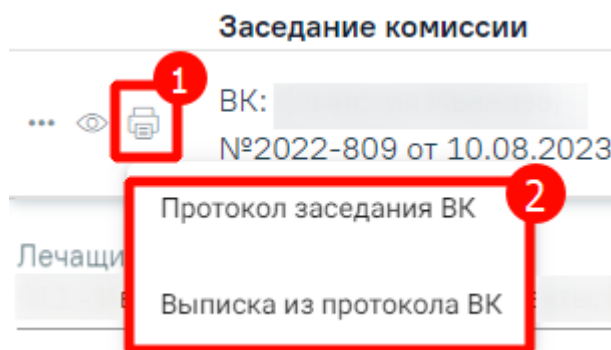 Заседание комиссии
1
ВК:
№2022-809 от 10.08.2023
2
Протокол заседания ВК
Лечащи
Выписка из протокола ВК